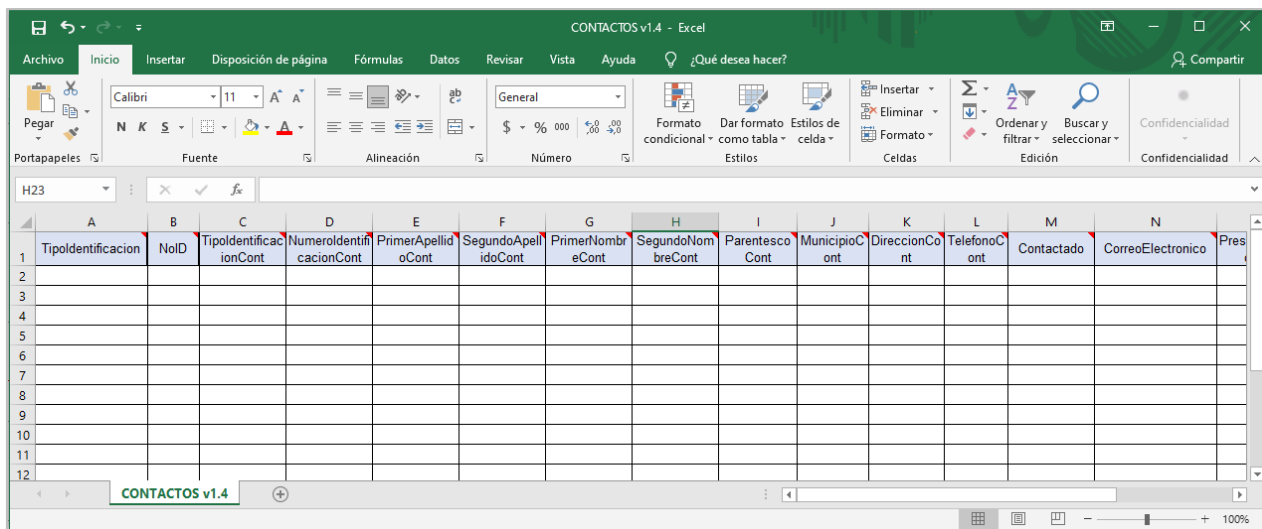 CONTACTOS v1.4 - Excel
Archivo Inicio Insertar Disposición de página Fórmulas Datos Revisar Vista Ayuda ¿Qué desea hacer? Compartir
Pegar
Calibri 11 A A
N K S A
ab
General
$ % 000
Formato condicional
Dar formato como tabla
Estilos de celda
Insertar
Eliminar
Formato
Ordenar y filtrar
Buscar y seleccionar
Confidencialidad
Portapapeles Fuente Alineación Número Estilos Celdas Edición Confidencialidad
H23 fx
A B C D E F G H I J K L M N
1 TipoIdentificacion NoID TipoIdentificacionCont NumeroIdentificacionCont PrimerApellidoCont SegundoApellidoCont PrimerNombreCont SegundoNombreCont ParentescoCont MunicipioCont DireccionCont TelefonoCont Contactado CorreoElectronico Pres
2
3
4
5
6
7
8
9
10
11
12
CONTACTOS v1.4
100%